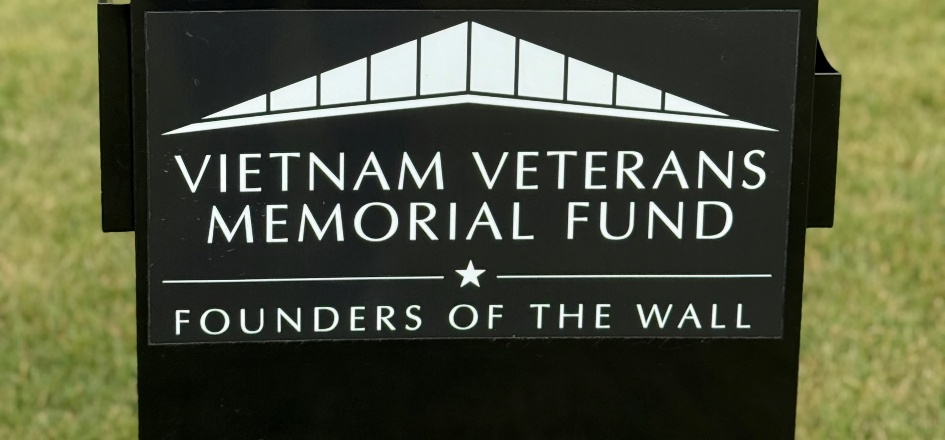 VIETNAM VETERANS
MEMORIAL FUND
FOUNDERS OF THE WALL